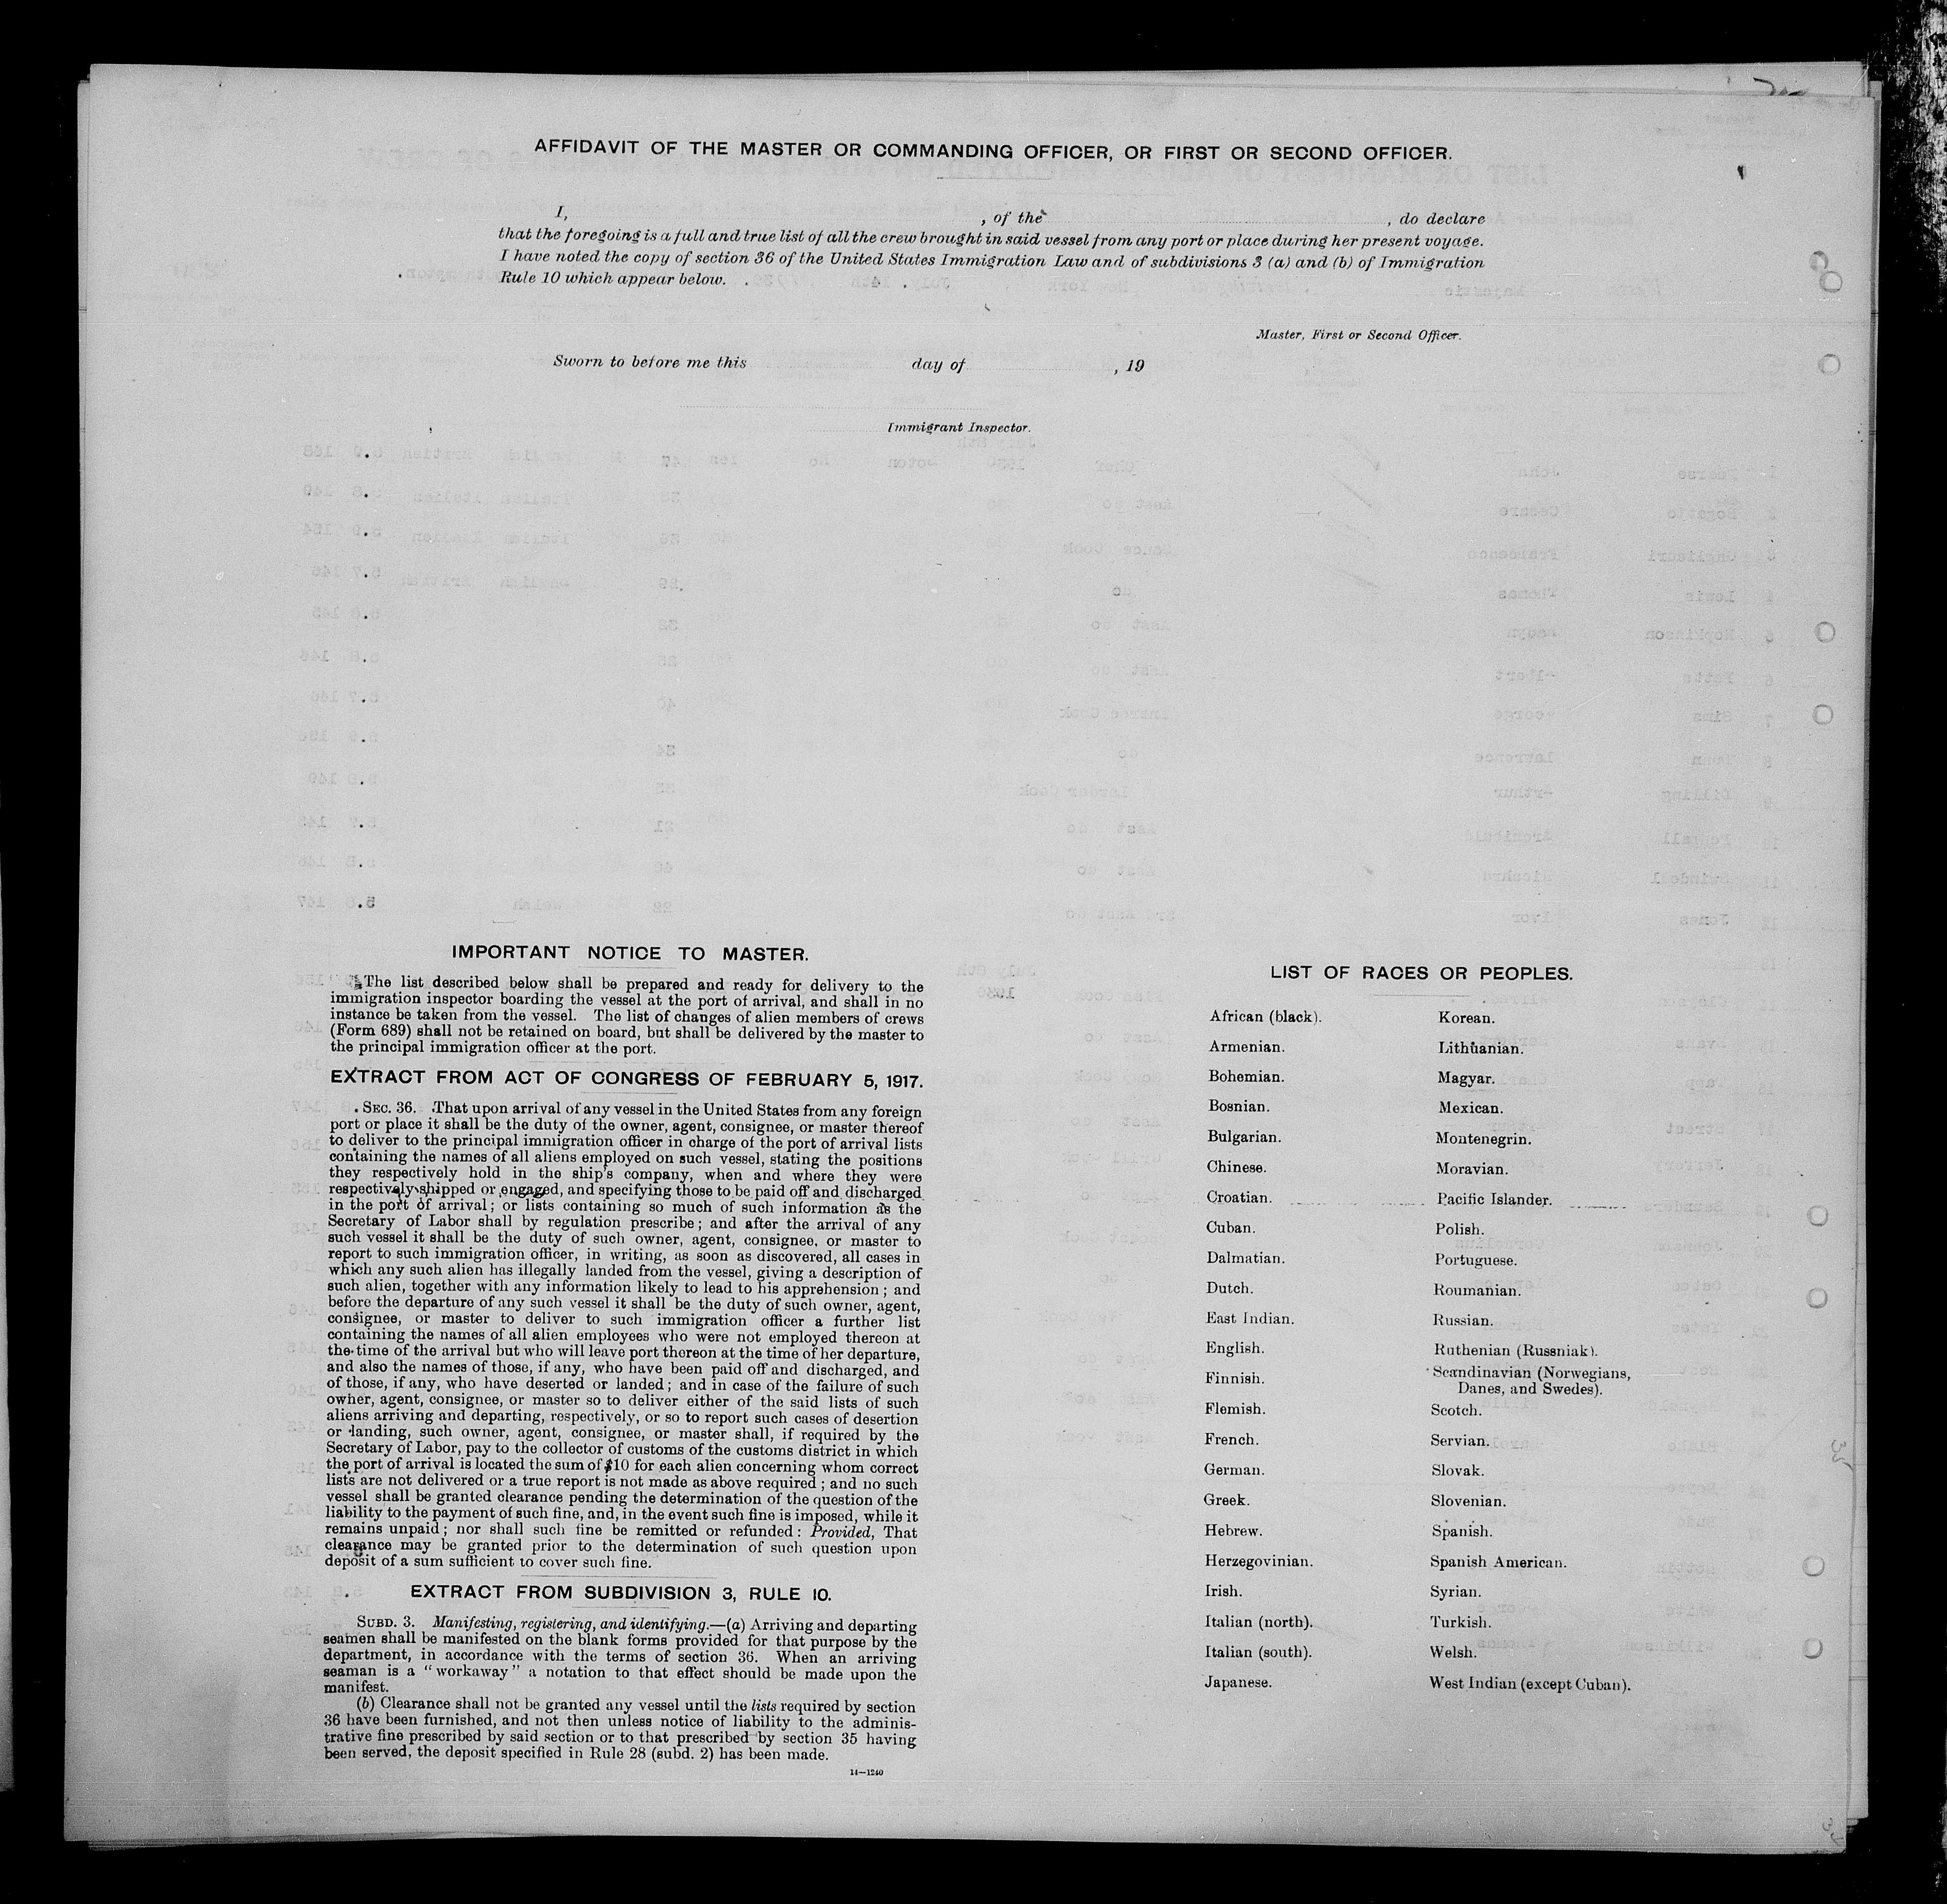 AFFIDAVIT OF THE MASTER OR COMMANDING OFFICER, OR FIRST OR SECOND OFFICER.
I, , of the , do declare
that the foregoing is a full and true list of all the crew brought in said vessel from any port or place during her present voyage.
I have noted the copy of section 36 of the United States Immigration Law and of subdivisions 3 (a) and (b) of Immigration
Rule 10 which appear below.
Master, First or Second Officer.
Sworn to before me this day of , 19
Immigrant Inspector.
IMPORTANT NOTICE TO MASTER.
The list described below shall be prepared and ready for delivery to the
immigration inspector boarding the vessel at the port of arrival, and shall in no
instance be taken from the vessel. The list of changes of alien members of crews
(Form 689) shall not be retained on board, but shall be delivered by the master to
the principal immigration officer at the port.
EXTRACT FROM ACT OF CONGRESS OF FEBRUARY 5, 1917.
SEC. 36. That upon arrival of any vessel in the United States from any foreign
port or place it shall be the duty of the owner, agent, consignee, or master thereof
to deliver to the principal immigration officer in charge of the port of arrival lists
containing the names of all aliens employed on such vessel, stating the positions
they respectively hold in the ship's company, when and where they were
respectively shipped or engaged, and specifying those to be paid off and discharged
in the port of arrival; or lists containing so much of such information as the
Secretary of Labor shall by regulation prescribe; and after the arrival of any
such vessel it shall be the duty of such owner, agent, consignee, or master to
report to such immigration officer, in writing, as soon as discovered, all cases in
which any such alien has illegally landed from the vessel, giving a description of
such alien, together with any information likely to lead to his apprehension; and
before the departure of any such vessel it shall be the duty of such owner, agent,
consignee, or master to deliver to such immigration officer a further list
containing the names of all alien employees who were not employed thereon at
the time of the arrival but who will leave port thereon at the time of her departure,
and also the names of those, if any, who have been paid off and discharged, and
of those, if any, who have deserted or landed; and in case of the failure of such
owner, agent, consignee, or master so to deliver either of the said lists of such
aliens arriving and departing, respectively, or so to report such cases of desertion
or landing, such owner, agent, consignee, or master shall, if required by the
Secretary of Labor, pay to the collector of customs of the customs district in which
the port of arrival is located the sum of $10 for each alien concerning whom correct
lists are not delivered or a true report is not made as above required; and no such
vessel shall be granted clearance pending the determination of the question of the
liability to the payment of such fine, and, in the event such fine is imposed, while it
remains unpaid; nor shall such fine be remitted or refunded: Provided, That
clearance may be granted prior to the determination of such question upon
deposit of a sum sufficient to cover such fine.
EXTRACT FROM SUBDIVISION 3, RULE 10.
SUBD. 3. Manifesting, registering, and identifying.—(a) Arriving and departing
seamen shall be manifested on the blank forms provided for that purpose by the
department, in accordance with the terms of section 36. When an arriving
seaman is a "workaway" a notation to that effect should be made upon the
manifest.
(b) Clearance shall not be granted any vessel until the lists required by section
36 have been furnished, and not then unless notice of liability to the adminis-
trative fine prescribed by said section or to that prescribed by section 35 having
been served, the deposit specified in Rule 28 (subd. 2) has been made.
14—1240
LIST OF RACES OR PEOPLES.
African (black).
Armenian.
Bohemian.
Bosnian.
Bulgarian.
Chinese.
Croatian.
Cuban.
Dalmatian.
Dutch.
East Indian.
English.
Finnish.
Flemish.
French.
German.
Greek.
Hebrew.
Herzegovinian.
Irish.
Italian (north).
Italian (south).
Japanese.
Korean.
Lithuanian.
Magyar.
Mexican.
Montenegrin.
Moravian.
Pacific Islander.
Polish.
Portuguese.
Roumanian.
Russian.
Ruthenian (Russniak).
Scandinavian (Norwegians,
Danes, and Swedes).
Scotch.
Servian.
Slovak.
Slovenian.
Spanish.
Spanish American.
Syrian.
Turkish.
Welsh.
West Indian (except Cuban).